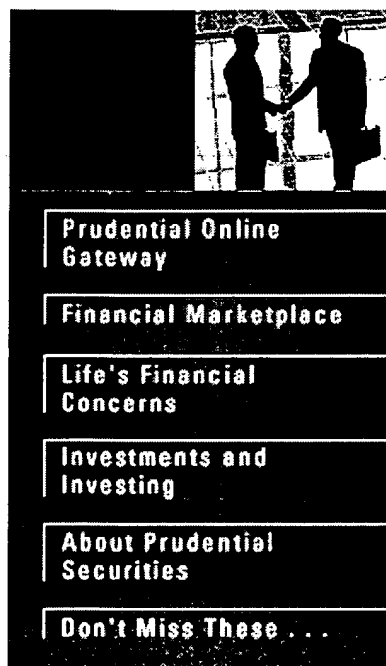 Prudential Online
Gateway
Financial Marketplace
Life's Financial
Concerns
Investments and
Investing
About Prudential
Securities
Don't Miss These . . .